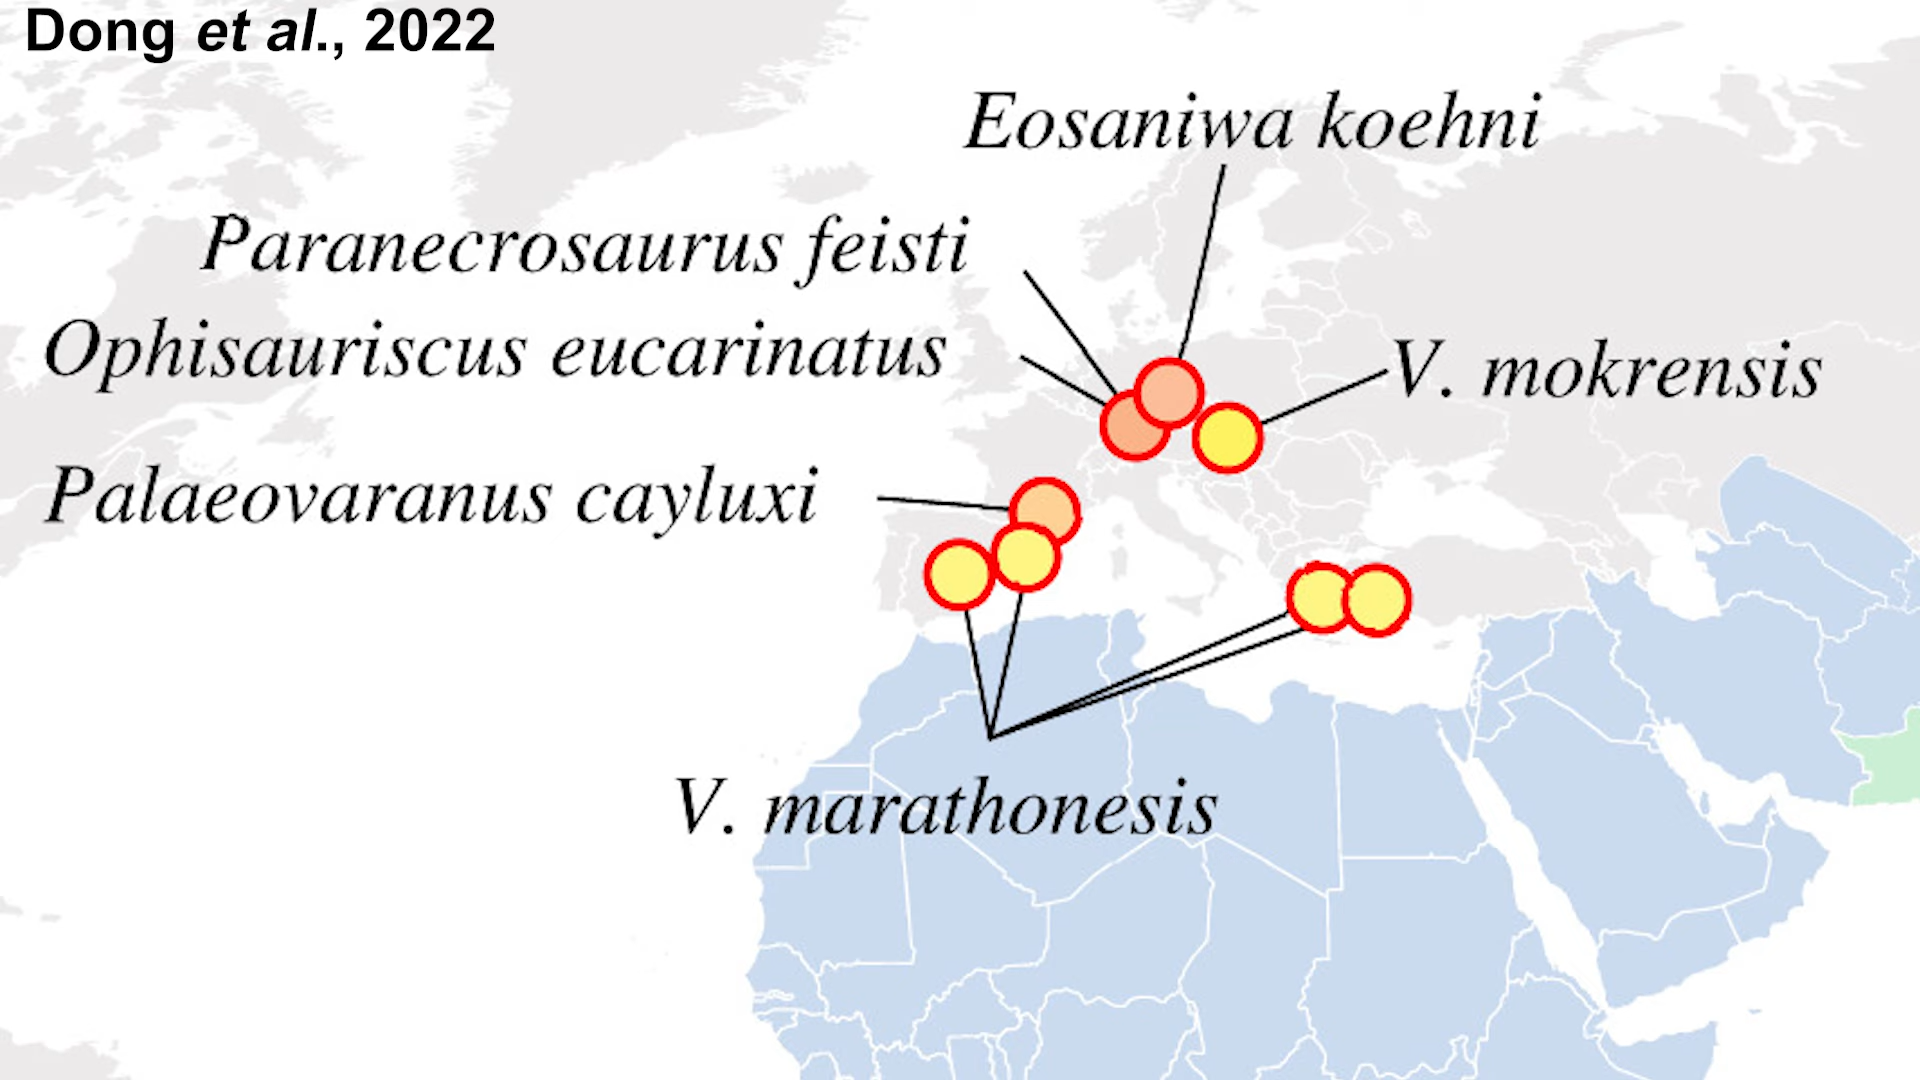 Dong et al., 2022
Eosaniwa koehni
Paranecrosaurus feisti
Ophisauriscus eucarinatus
V. mokrensis
Palaeovaranus cayluxi
V. marathonesis